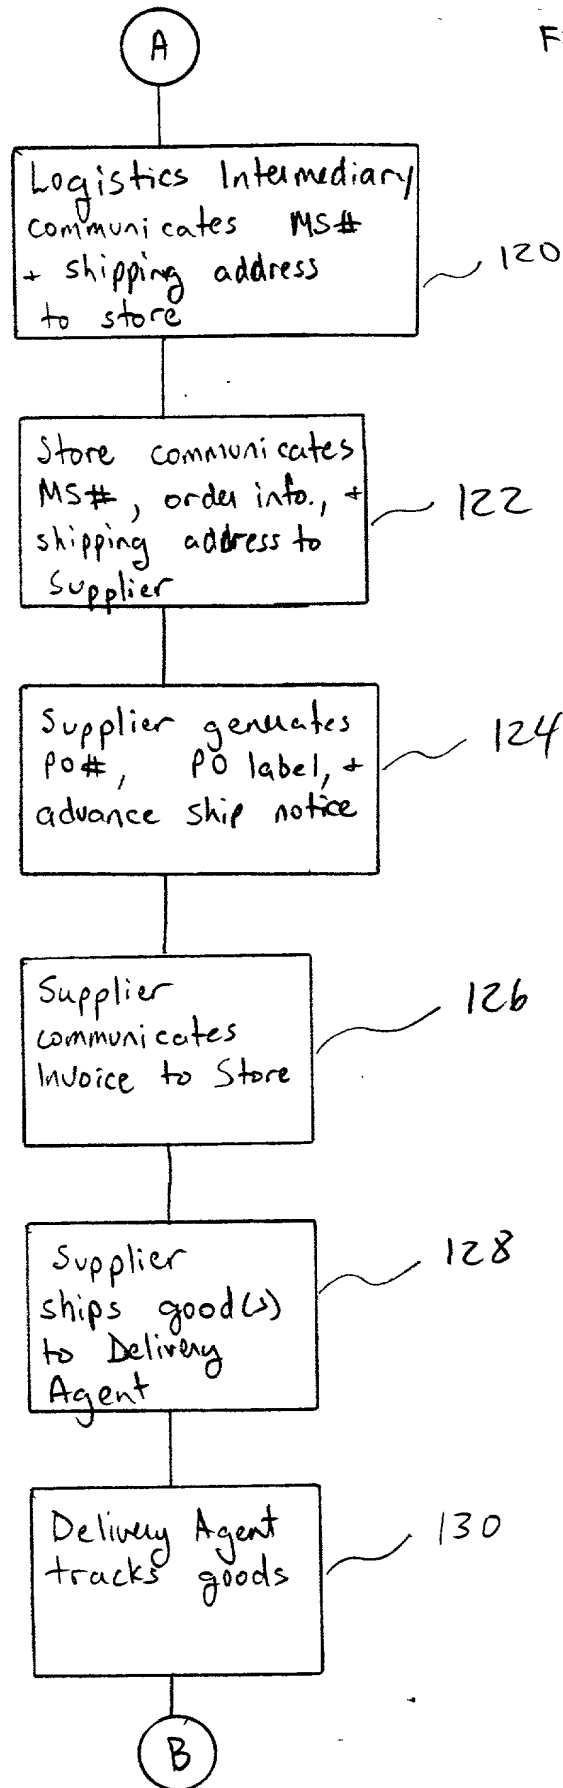 A
Logistics Intermediary
communicates MS#
+ shipping address
to store
120
Store communicates
MS#, order info., +
shipping address to
Supplier
122
Supplier generates
PO#, PO label, +
advance ship notice
124
Supplier
communicates
Invoice to Store
126
Supplier
ships good(s)
to Delivery
Agent
128
Delivery Agent
tracks goods
130
B